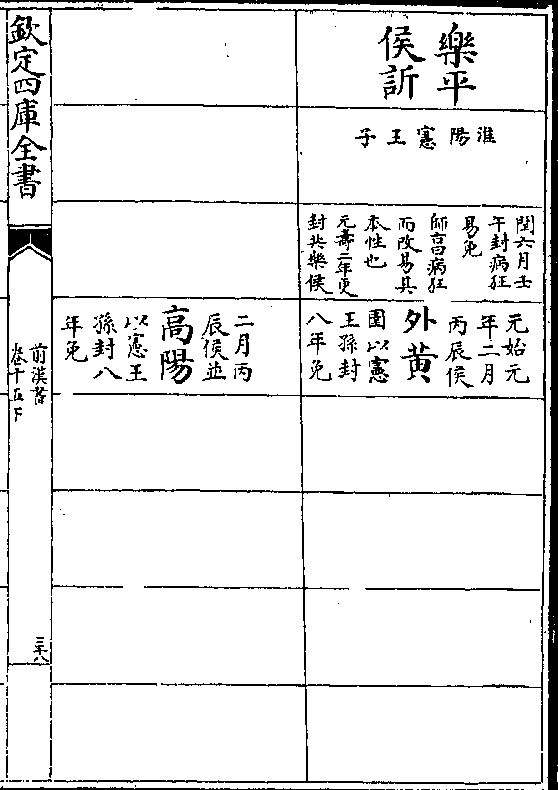 樂平
侯訢
淮陽憲王子
閏六月壬
午封病狂
易免
師古曰病狂
而改易其
本性也
元壽二年更
封共樂侯
元始元
年二月
丙辰侯
外黄
圉以憲
王孫封
八年免
二月丙
辰侯並
高陽
以憲王
孫封八
年免
欽定四庫全書
前漢書
卷十五下
三十八